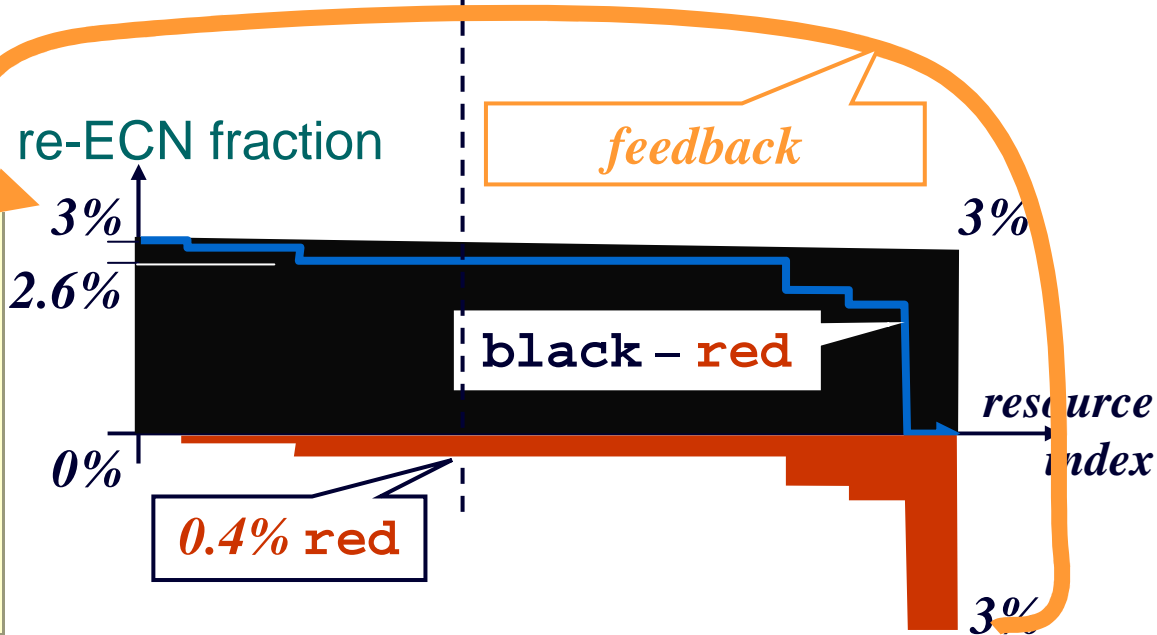 re-ECN fraction
feedback
3%
3%
2.6%
black – red
resource
index
0%
0.4% red
3%